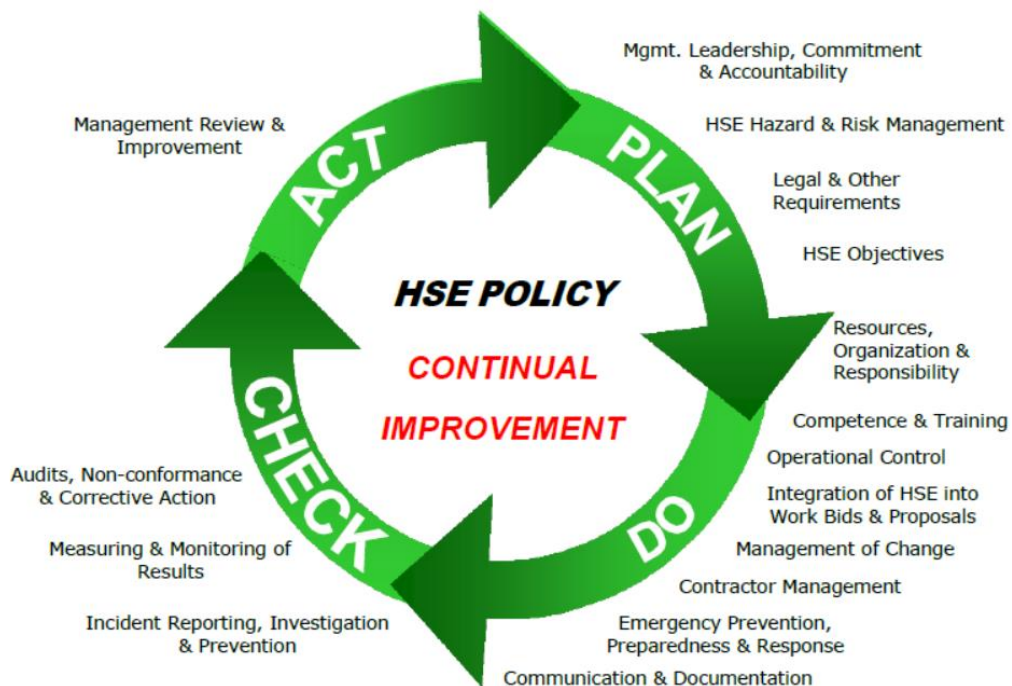 Mgmt. Leadership, Commitment
& Accountability
HSE Hazard & Risk Management
Legal & Other
Requirements
HSE Objectives
PLAN
Resources,
Organization &
Responsibility
Competence & Training
Operational Control
Integration of HSE into
Work Bids & Proposals
Management of Change
Contractor Management
Emergency Prevention,
Preparedness & Response
Communication & Documentation
DO
Audits, Non-conformance
& Corrective Action
Measuring & Monitoring of
Results
Incident Reporting, Investigation
& Prevention
CHECK
Management Review &
Improvement
ACT
HSE POLICY
CONTINUAL
IMPROVEMENT